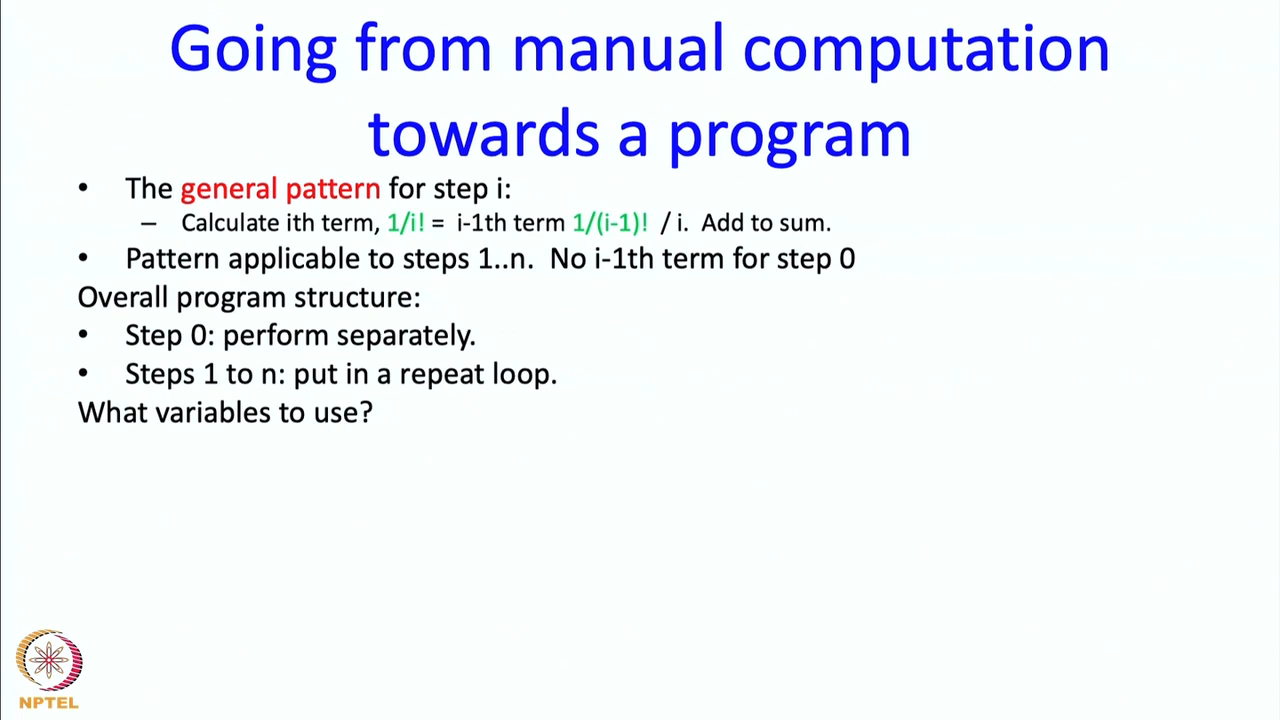 Going from manual computation
towards a program
• The general pattern for step i:
– Calculate ith term, 1/i! = i-1th term 1/(i-1)! / i. Add to sum.
• Pattern applicable to steps 1..n. No i-1th term for step 0
Overall program structure:
• Step 0: perform separately.
• Steps 1 to n: put in a repeat loop.
What variables to use?
NPTEL